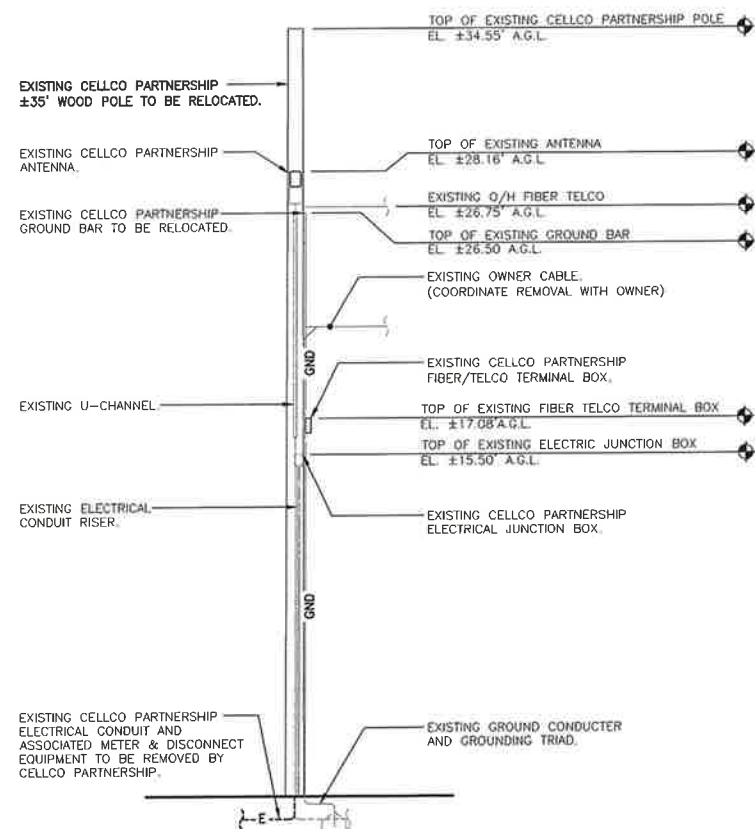 TOP OF EXISTING CELLCO PARTNERSHIP POLE
EL. ±34.55' A.G.L.
EXISTING CELLCO PARTNERSHIP
±35' WOOD POLE TO BE RELOCATED.
TOP OF EXISTING ANTENNA
EL. ±28.16' A.G.L.
EXISTING CELLCO PARTNERSHIP
ANTENNA.
EXISTING O/H FIBER TELCO
EL. ±26.75' A.G.L.
EXISTING CELLCO PARTNERSHIP
GROUND BAR TO BE RELOCATED.
TOP OF EXISTING GROUND BAR
EL. ±26.50 A.G.L.
EXISTING OWNER CABLE.
(COORDINATE REMOVAL WITH OWNER)
GND
EXISTING CELLCO PARTNERSHIP
FIBER/TELCO TERMINAL BOX.
EXISTING U-CHANNEL.
TOP OF EXISTING FIBER TELCO TERMINAL BOX
EL. ±17.08'A.G.L.
TOP OF EXISTING ELECTRIC JUNCTION BOX
EL. ±15.50' A.G.L.
EXISTING ELECTRICAL
CONDUIT RISER.
EXISTING CELLCO PARTNERSHIP
ELECTRICAL JUNCTION BOX.
GND
EXISTING CELLCO PARTNERSHIP
ELECTRICAL CONDUIT AND
ASSOCIATED METER & DISCONNECT
EQUIPMENT TO BE REMOVED BY
CELLCO PARTNERSHIP.
EXISTING GROUND CONDUCTER
AND GROUNDING TRIAD.
E